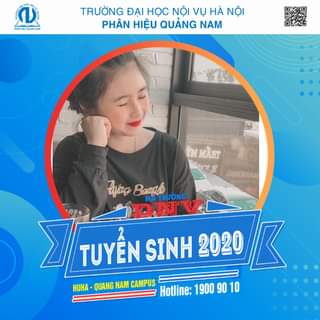 TRƯỜNG ĐẠI HỌC NỘI VỤ HÀ NỘI
PHÂN HIỆU QUẢNG NAM
TUYỂN SINH 2020
HUHA - QUANG NAM CAMPUS
Hotline: 1900 90 10